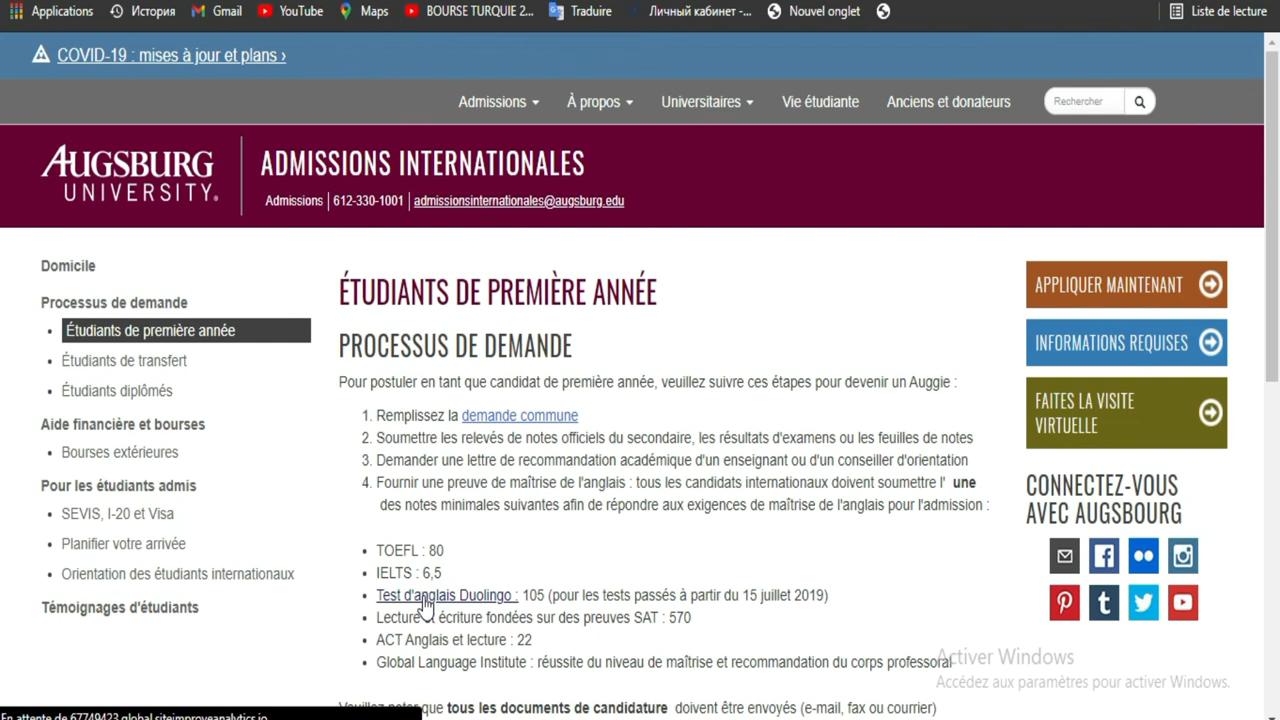 Applications История Gmail YouTube Maps BOURSE TURQUIE 2... Traduire Личный кабинет -... Nouvel onglet Liste de lecture
COVID-19 : mises à jour et plans ›
Admissions À propos Universitaires Vie étudiante Anciens et donateurs Rechercher
AUGSBURG UNIVERSITY®
ADMISSIONS INTERNATIONALES
Admissions | 612-330-1001 | admissionsinternationales@augsburg.edu
Domicile
Processus de demande
Étudiants de première année
Étudiants de transfert
Étudiants diplômés
Aide financière et bourses
Bourses extérieures
Pour les étudiants admis
SEVIS, I-20 et Visa
Planifier votre arrivée
Orientation des étudiants internationaux
Témoignages d'étudiants
ÉTUDIANTS DE PREMIÈRE ANNÉE
PROCESSUS DE DEMANDE
Pour postuler en tant que candidat de première année, veuillez suivre ces étapes pour devenir un Auggie :
1. Remplissez la demande commune
2. Soumettre les relevés de notes officiels du secondaire, les résultats d'examens ou les feuilles de notes
3. Demander une lettre de recommandation académique d'un enseignant ou d'un conseiller d'orientation
4. Fournir une preuve de maîtrise de l'anglais : tous les candidats internationaux doivent soumettre l' une
des notes minimales suivantes afin de répondre aux exigences de maîtrise de l'anglais pour l'admission :
TOEFL : 80
IELTS : 6,5
Test d'anglais Duolingo : 105 (pour les tests passés à partir du 15 juillet 2019)
Lecture et écriture fondées sur des preuves SAT : 570
ACT Anglais et lecture : 22
Global Language Institute : réussite du niveau de maîtrise et recommandation du corps professoral
Veuillez noter que tous les documents de candidature doivent être envoyés (e-mail, fax ou courrier)
APPLIQUER MAINTENANT
INFORMATIONS REQUISES
FAITES LA VISITE
VIRTUELLE
CONNECTEZ-VOUS
AVEC AUGSBOURG
Activer Windows
Accédez aux paramètres pour activer Windows.
En attente de 67749423.global.siteimproveanalytics.io...